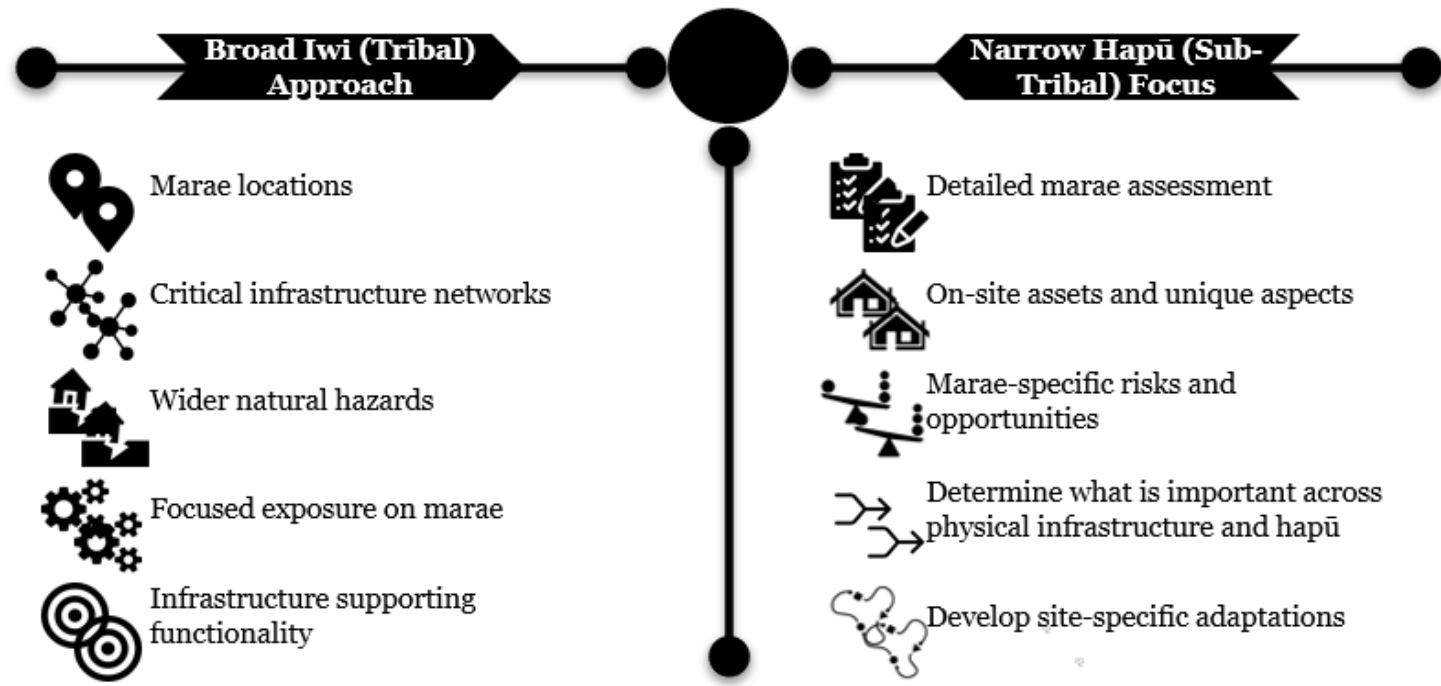 Broad Iwi (Tribal)
Approach
Marae locations
Critical infrastructure networks
Wider natural hazards
Focused exposure on marae
Infrastructure supporting
functionality
Narrow Hapū (Sub-
Tribal) Focus
Detailed marae assessment
On-site assets and unique aspects
Marae-specific risks and
opportunities
Determine what is important across
physical infrastructure and hapū
Develop site-specific adaptations